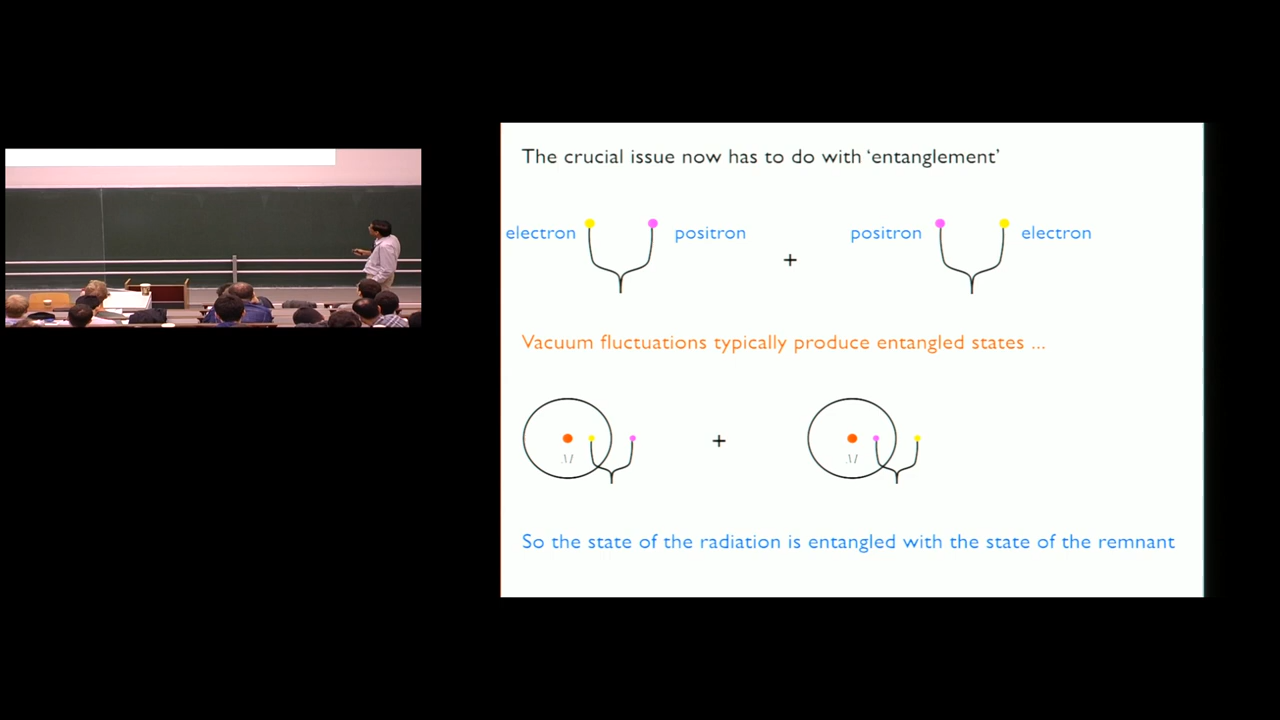 The crucial issue now has to do with ‘entanglement’
electron positron + positron electron
Vacuum fluctuations typically produce entangled states ...
+
So the state of the radiation is entangled with the state of the remnant